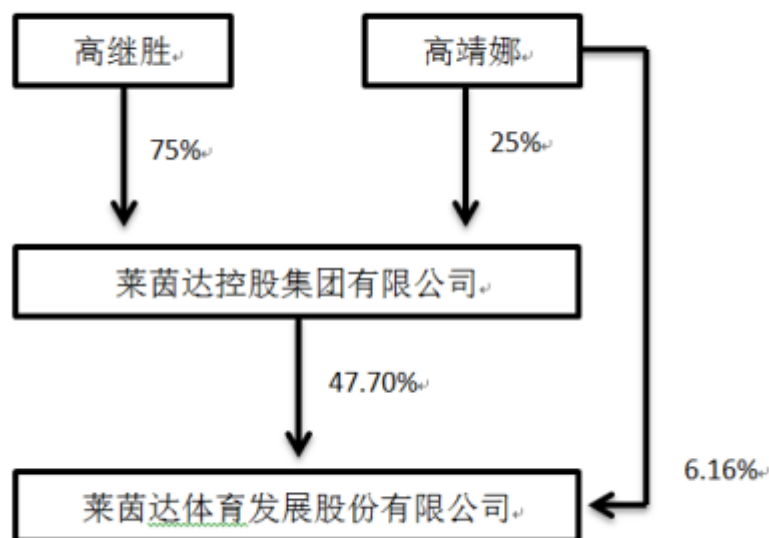 高继胜
高靖娜
75%
25%
莱茵达控股集团有限公司
47.70%
6.16%
莱茵达体育发展股份有限公司